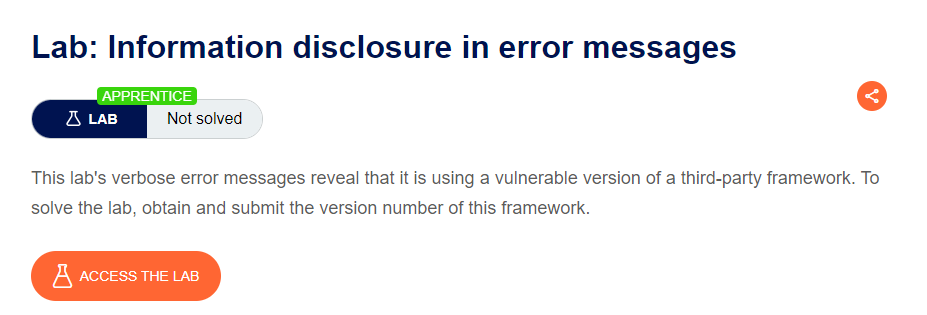 Lab: Information disclosure in error messages
APPRENTICE
LAB Not solved
This lab's verbose error messages reveal that it is using a vulnerable version of a third-party framework. To
solve the lab, obtain and submit the version number of this framework.
ACCESS THE LAB